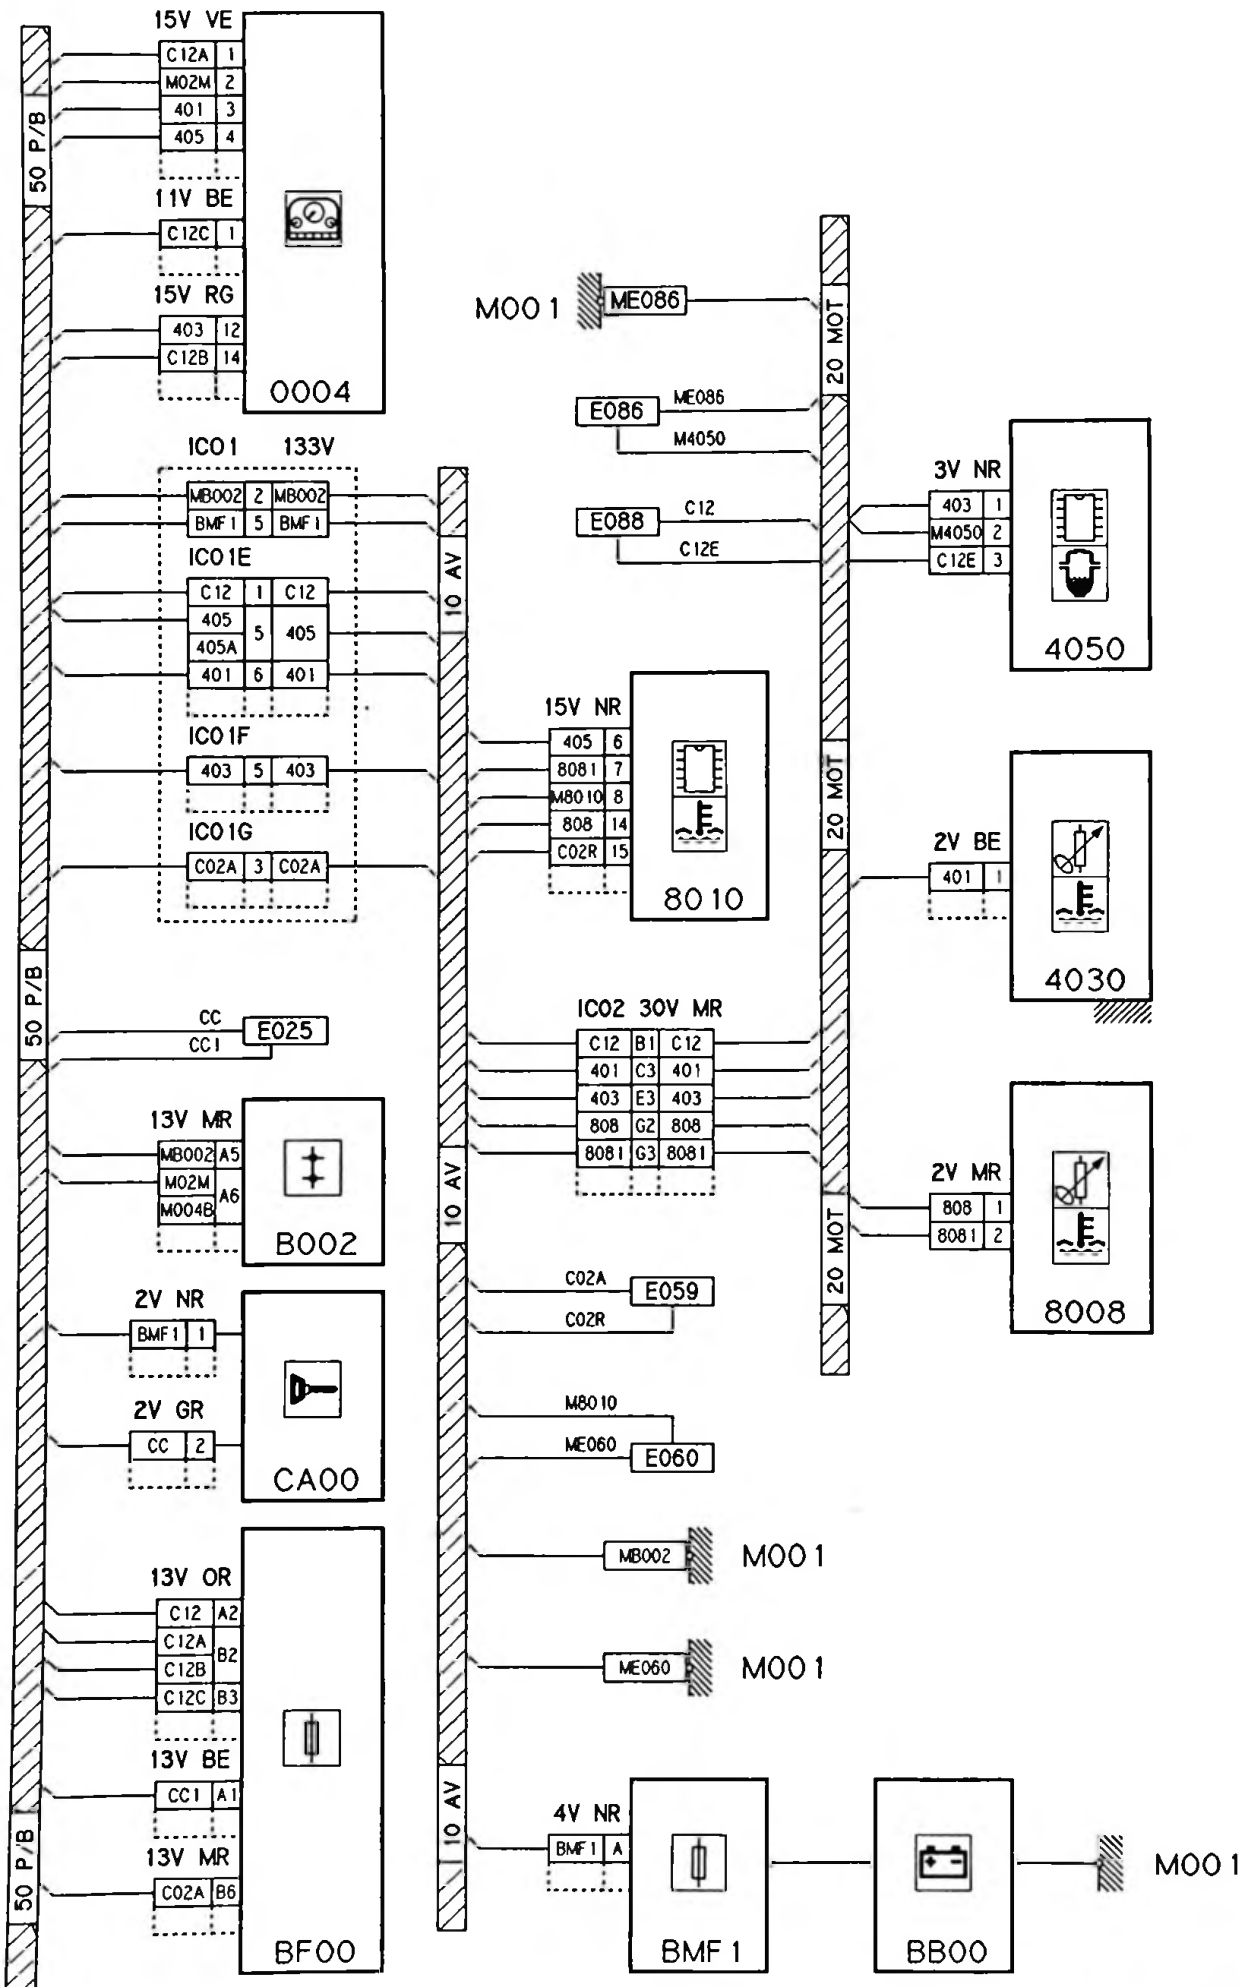 15V VE
C12A 1
M02M 2
401 3
405 4
50 P/B
11V BE
C12C 1
15V RG
403 12
C12B 14
0004
IC01 133V
MB002 2 MB002
BMF1 5 BMF1
IC01E
C12 1 C12
405
405A
5
405
401 6 401
IC01F
403 5 403
IC01G
C02A 3 C02A
50 P/B
CC
E025
CC1
13V MR
MB002 A5
M02M
M004B
A6
B002
2V NR
BMF1 1
2V GR
CC 2
CA00
13V OR
C12 A2
C12A
C12B
B2
C12C B3
13V BE
CC1 A1
50 P/B
13V MR
C02A B6
BF00
10 AV
10 AV
10 AV
M001
ME086
20 MOT
E086
ME086
M4050
E088
C12
C12E
3V NR
403 1
M4050 2
C12E 3
4050
15V NR
405 6
8081 7
M8010 8
808 14
C02R 15
8010
20 MOT
2V BE
401 1
4030
IC02 30V MR
C12 B1 C12
401 C3 401
403 E3 403
808 G2 808
8081 G3 8081
20 MOT
2V MR
808 1
8081 2
8008
C02A
E059
C02R
M8010
ME060
E060
MB002
M001
ME060
M001
4V NR
BMF1 A
BMF1
+ -
BB00
M001